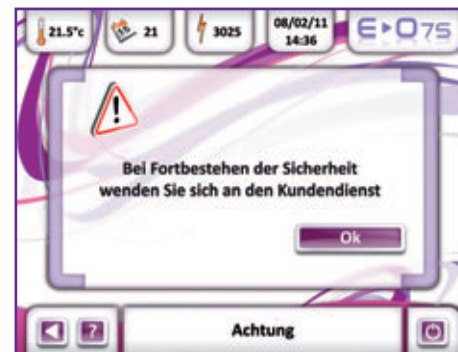 21.5°c
21
3025
08/02/11
14:36
E▸O75
Bei Fortbestehen der Sicherheit
wenden Sie sich an den Kundendienst
Ok
?
Achtung